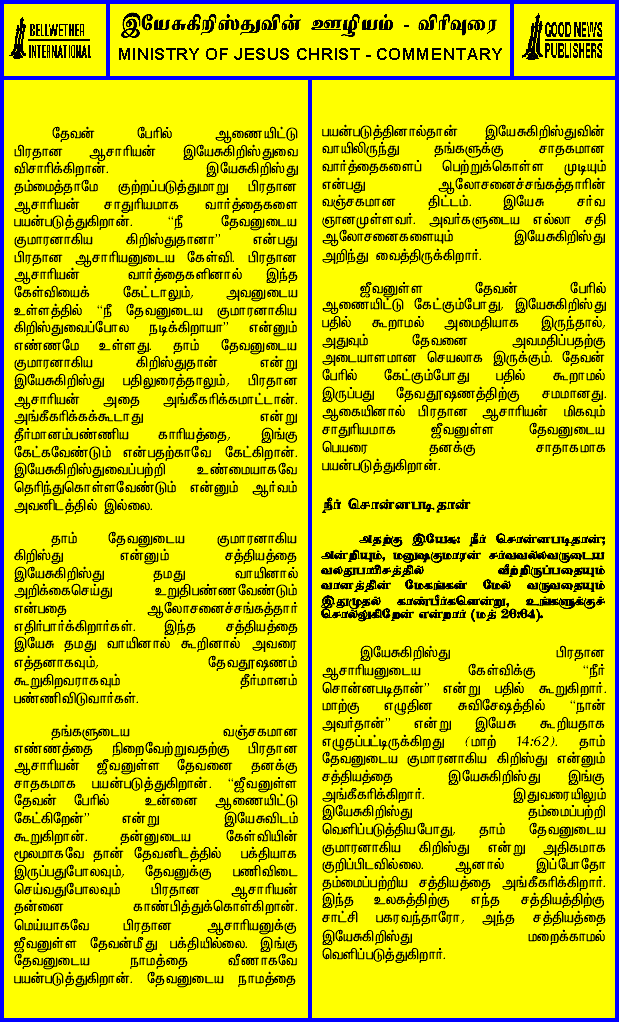 BELLWETHER
INTERNATIONAL
இயேசுகிறிஸ்துவின் ஊழியம் - விரிவுரை
MINISTRY OF JESUS CHRIST - COMMENTARY
GOOD NEWS
PUBLISHERS
தேவன் பேரில் ஆணையிட்டு
பிரதான ஆசாரியன் இயேசுகிறிஸ்துவை
விசாரிக்கிறான். இயேசுகிறிஸ்து
தம்மைத்தாமே குற்றப்படுத்துமாறு பிரதான
ஆசாரியன் சாதுரியமாக வார்த்தைகளை
பயன்படுத்துகிறான். “நீ தேவனுடைய
குமாரனாகிய கிறிஸ்துதானா” என்பது
பிரதான ஆசாரியனுடைய கேள்வி. பிரதான
ஆசாரியன் வார்த்தைகளினால் இந்த
கேள்வியைக் கேட்டாலும், அவனுடைய
உள்ளத்தில் “நீ தேவனுடைய குமாரனாகிய
கிறிஸ்துவைப்போல நடிக்கிறாயா” என்னும்
எண்ணமே உள்ளது. தாம் தேவனுடைய
குமாரனாகிய கிறிஸ்துதான் என்று
இயேசுகிறிஸ்து பதிலுரைத்தாலும், பிரதான
ஆசாரியன் அதை அங்கீகரிக்கமாட்டான்.
அங்கீகரிக்கக்கூடாது என்று
தீர்மானம்பண்ணிய காரியத்தை, இங்கு
கேட்கவேண்டும் என்பதற்காவே கேட்கிறான்.
இயேசுகிறிஸ்துவைப்பற்றி உண்மையாகவே
தெரிந்துகொள்ளவேண்டும் என்னும் ஆர்வம்
அவனிடத்தில் இல்லை.
தாம் தேவனுடைய குமாரனாகிய
கிறிஸ்து என்னும் சத்தியத்தை
இயேசுகிறிஸ்து தமது வாயினால்
அறிக்கைசெய்து உறுதிபண்ணவேண்டும்
என்பதை ஆலோசனைச்சங்கத்தார்
எதிர்பார்க்கிறார்கள். இந்த சத்தியத்தை
இயேசு தமது வாயினால் கூறினால் அவரை
எத்தனாகவும், தேவதூஷணம்
கூறுகிறவராகவும் தீர்மானம்
பண்ணிவிடுவார்கள்.
தங்களுடைய வஞ்சகமான
எண்ணத்தை நிறைவேற்றுவதற்கு பிரதான
ஆசாரியன் ஜீவனுள்ள தேவனை தனக்கு
சாதகமாக பயன்படுத்துகிறான். “ஜீவனுள்ள
தேவன் பேரில் உன்னை ஆணையிட்டு
கேட்கிறேன்” என்று இயேசுவிடம்
கூறுகிறான். தன்னுடைய கேள்வியின்
மூலமாகவே தான் தேவனிடத்தில் பக்தியாக
இருப்பதுபோலவும், தேவனுக்கு பணிவிடை
செய்வதுபோலவும் பிரதான ஆசாரியன்
தன்னை காண்பித்துக்கொள்கிறான்.
மெய்யாகவே பிரதான ஆசாரியனுக்கு
ஜீவனுள்ள தேவன்மீது பக்தியில்லை. இங்கு
தேவனுடைய நாமத்தை வீணாகவே
பயன்படுத்துகிறான். தேவனுடைய நாமத்தை
பயன்படுத்தினால்தான் இயேசுகிறிஸ்துவின்
வாயிலிருந்து தங்களுக்கு சாதகமான
வார்த்தைகளைப் பெற்றுக்கொள்ள முடியும்
என்பது ஆலோசனைச்சங்கத்தாரின்
வஞ்சகமான திட்டம். இயேசு சர்வ
ஞானமுள்ளவர். அவர்களுடைய எல்லா சதி
ஆலோசனைகளையும் இயேசுகிறிஸ்து
அறிந்து வைத்திருக்கிறார்.
ஜீவனுள்ள தேவன் பேரில்
ஆணையிட்டு கேட்கும்போது, இயேசுகிறிஸ்து
பதில் கூறாமல் அமைதியாக இருந்தால்,
அதுவும் தேவனை அவமதிப்பதற்கு
அடையாளமான செயலாக இருக்கும். தேவன்
பேரில் கேட்கும்போது பதில் கூறாமல்
இருப்பது தேவதூஷணத்திற்கு சமமானது.
ஆகையினால் பிரதான ஆசாரியன் மிகவும்
சாதுரியமாக ஜீவனுள்ள தேவனுடைய
பெயரை தனக்கு சாதாகமாக
பயன்படுத்துகிறான்.
நீர் சொன்னபடிதான்
அதற்கு இயேசு: நீர் சொன்னபடிதான்;
அன்றியும், மனுஷகுமாரன் சர்வவல்லவருடைய
வலதுபாரிசத்தில் வீற்றிருப்பதையும்
வானத்தின் மேகங்கள் மேல் வருவதையும்
இதுமுதல் காண்பீர்களென்று, உங்களுக்குச்
சொல்லுகிறேன் என்றார் (மத் 26:64).
இயேசுகிறிஸ்து பிரதான
ஆசாரியனுடைய கேள்விக்கு “நீர்
சொன்னபடிதான்” என்று பதில் கூறுகிறார்.
மாற்கு எழுதின சுவிசேஷத்தில் “நான்
அவர்தான்” என்று இயேசு கூறியதாக
எழுதப்பட்டிருக்கிறது (மாற் 14:62). தாம்
தேவனுடைய குமாரனாகிய கிறிஸ்து என்னும்
சத்தியத்தை இயேசுகிறிஸ்து இங்கு
அங்கீகரிக்கிறார். இதுவரையிலும்
இயேசுகிறிஸ்து தம்மைப்பற்றி
வெளிப்படுத்தியபோது, தாம் தேவனுடைய
குமாரனாகிய கிறிஸ்து என்று அதிகமாக
குறிப்பிடவில்லை. ஆனால் இப்போதோ
தம்மைப்பற்றிய சத்தியத்தை அங்கீகரிக்கிறார்.
இந்த உலகத்திற்கு எந்த சத்தியத்திற்கு
சாட்சி பகரவந்தாரோ, அந்த சத்தியத்தை
இயேசுகிறிஸ்து மறைக்காமல்
வெளிப்படுத்துகிறார்.